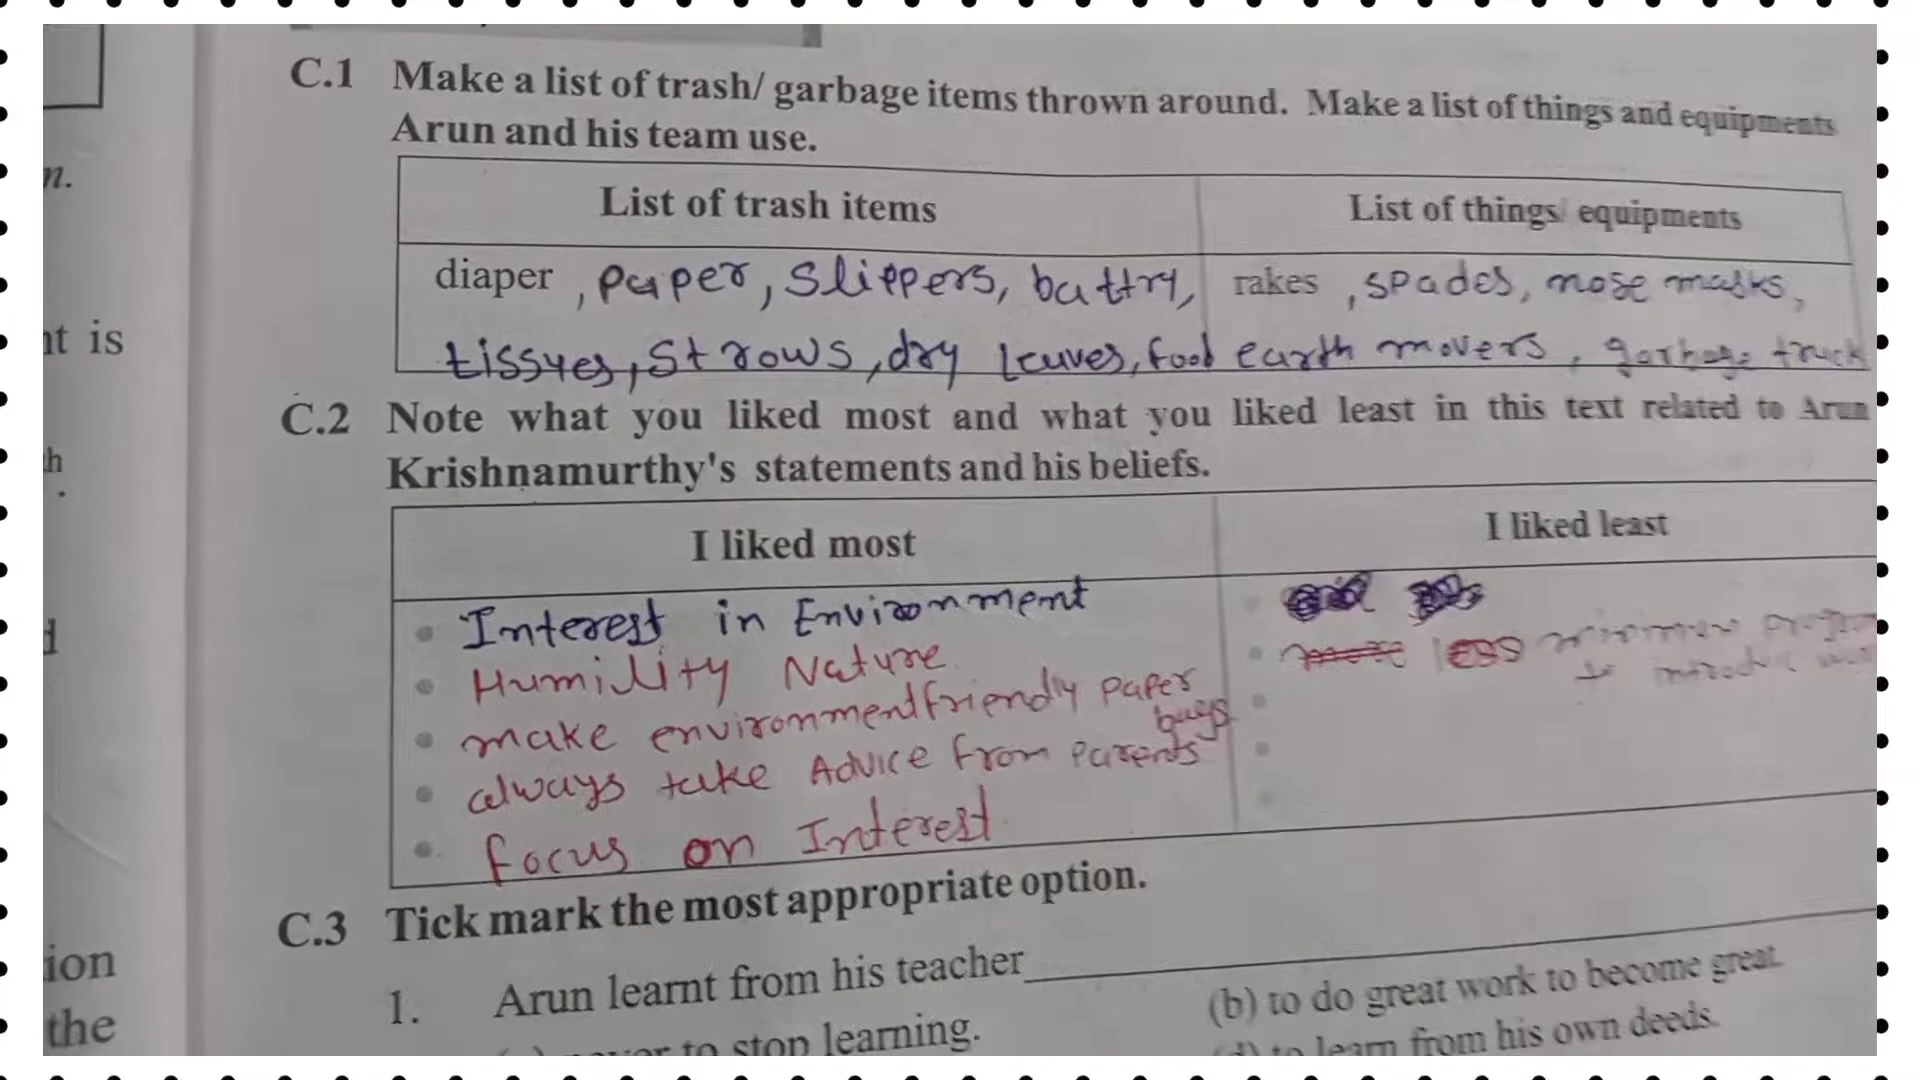 n.
nt is
h
d
ion
the
C.1 Make a list of trash/ garbage items thrown around. Make a list of things and equipments
Arun and his team use.
List of trash items List of things/ equipments
diaper , paper, slippers, battry, rakes , spades, nose masks,
tissyes, strows, dry leaves, food earth movers , garbage truck
C.2 Note what you liked most and what you liked least in this text related to Arun
Krishnamurthy's statements and his beliefs.
I liked most I liked least
• Interest in Environment
• Humility Nature less
• make environmentfriendly paper
bags
• always take Advice from parents
• focus on Interest
C.3 Tick mark the most appropriate option.
1. Arun learnt from his teacher
(b) to do great work to become great
to stop learning.
(d) to learn from his own deeds.